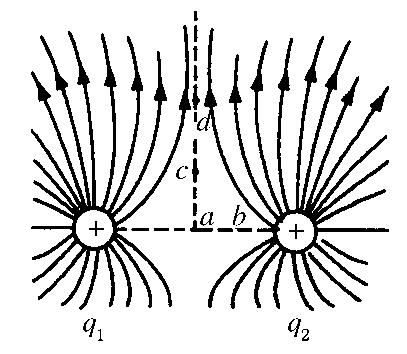 d
c
a b
+ +
q₁ q₂